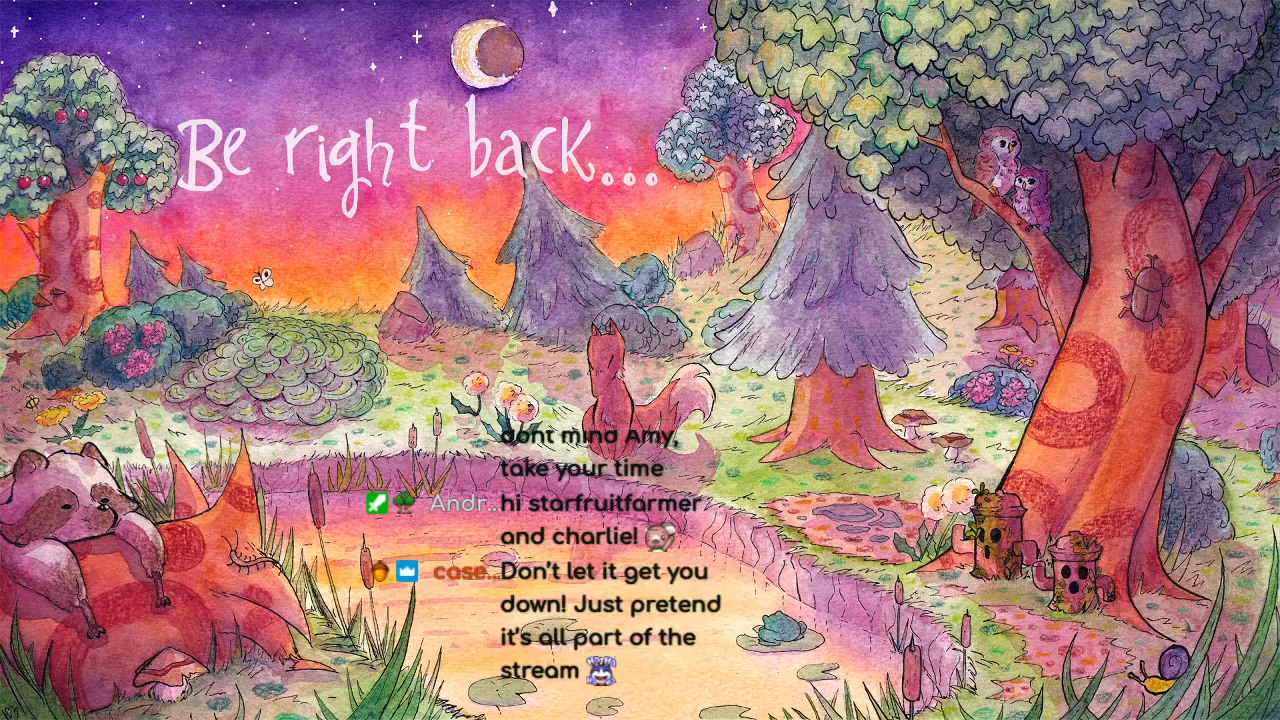 Be right back...
dont mind Amy,
take your time
Andr... hi starfruitfarmer
and charlie!
case... Don't let it get you
down! Just pretend
it's all part of the
stream